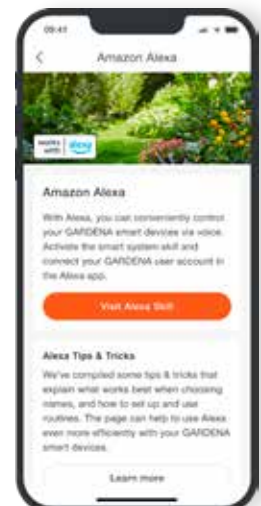 09:41
Amazon Alexa
works with alexa
Amazon Alexa
With Alexa, you can conveniently control
your GARDENA smart devices via voice.
Activate the smart system skill and
connect your GARDENA user account in
the Alexa app.
Visit Alexa Skill
Alexa Tips & Tricks
We've compiled some tips & tricks that
explain what works best when choosing
names, and how to set up and use
routines. The page can help to use Alexa
even more efficiently with your GARDENA
smart devices.
Learn more